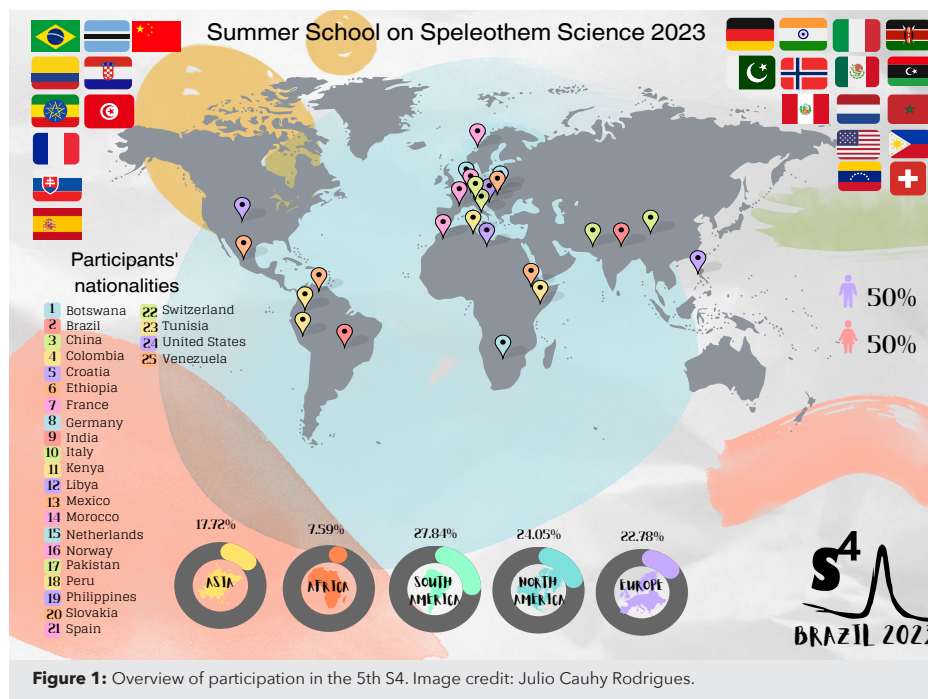 Summer School on Speleothem Science 2023
Participants'
nationalities
1 Botswana
2 Brazil
3 China
4 Colombia
5 Croatia
6 Ethiopia
7 France
8 Germany
9 India
10 Italy
11 Kenya
12 Libya
13 Mexico
14 Morocco
15 Netherlands
16 Norway
17 Pakistan
18 Peru
19 Philippines
20 Slovakia
21 Spain
22 Switzerland
23 Tunisia
24 United States
25 Venezuela
50%
50%
17.72%
7.59%
27.84%
24.05%
22.78%
ASIA
AFRICA
SOUTH
AMERICA
NORTH
AMERICA
EUROPE
S4
BRAZIL 2023
Figure 1: Overview of participation in the 5th S4. Image credit: Julio Cauhy Rodrigues.